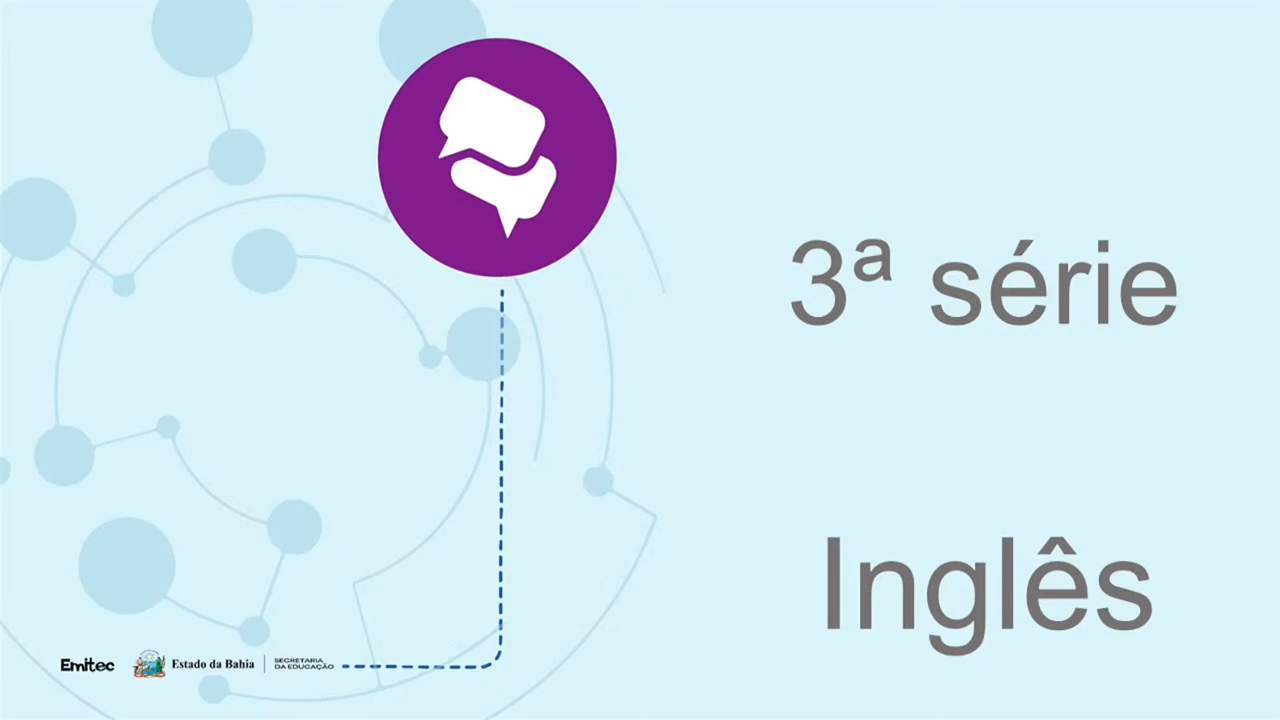 3ª série
Inglês
Emitec
Estado da Bahia
SECRETARIA
DA EDUCAÇÃO